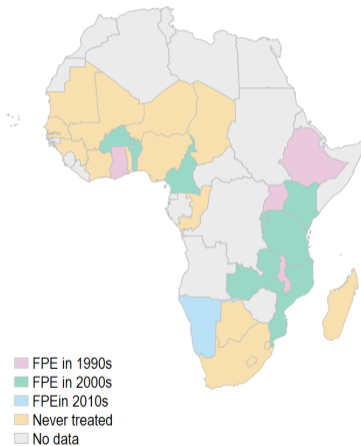 FPE in 1990s
FPE in 2000s
FPEin 2010s
Never treated
No data